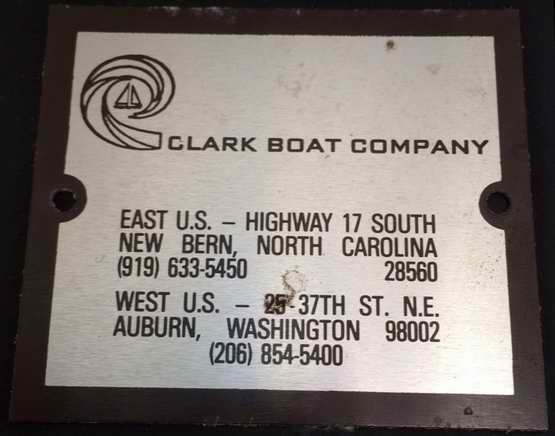 CLARK BOAT COMPANY
EAST U.S. – HIGHWAY 17 SOUTH
NEW BERN, NORTH CAROLINA
(919) 633-5450 28560
WEST U.S. – 25-37TH ST. N.E.
AUBURN, WASHINGTON 98002
(206) 854-5400